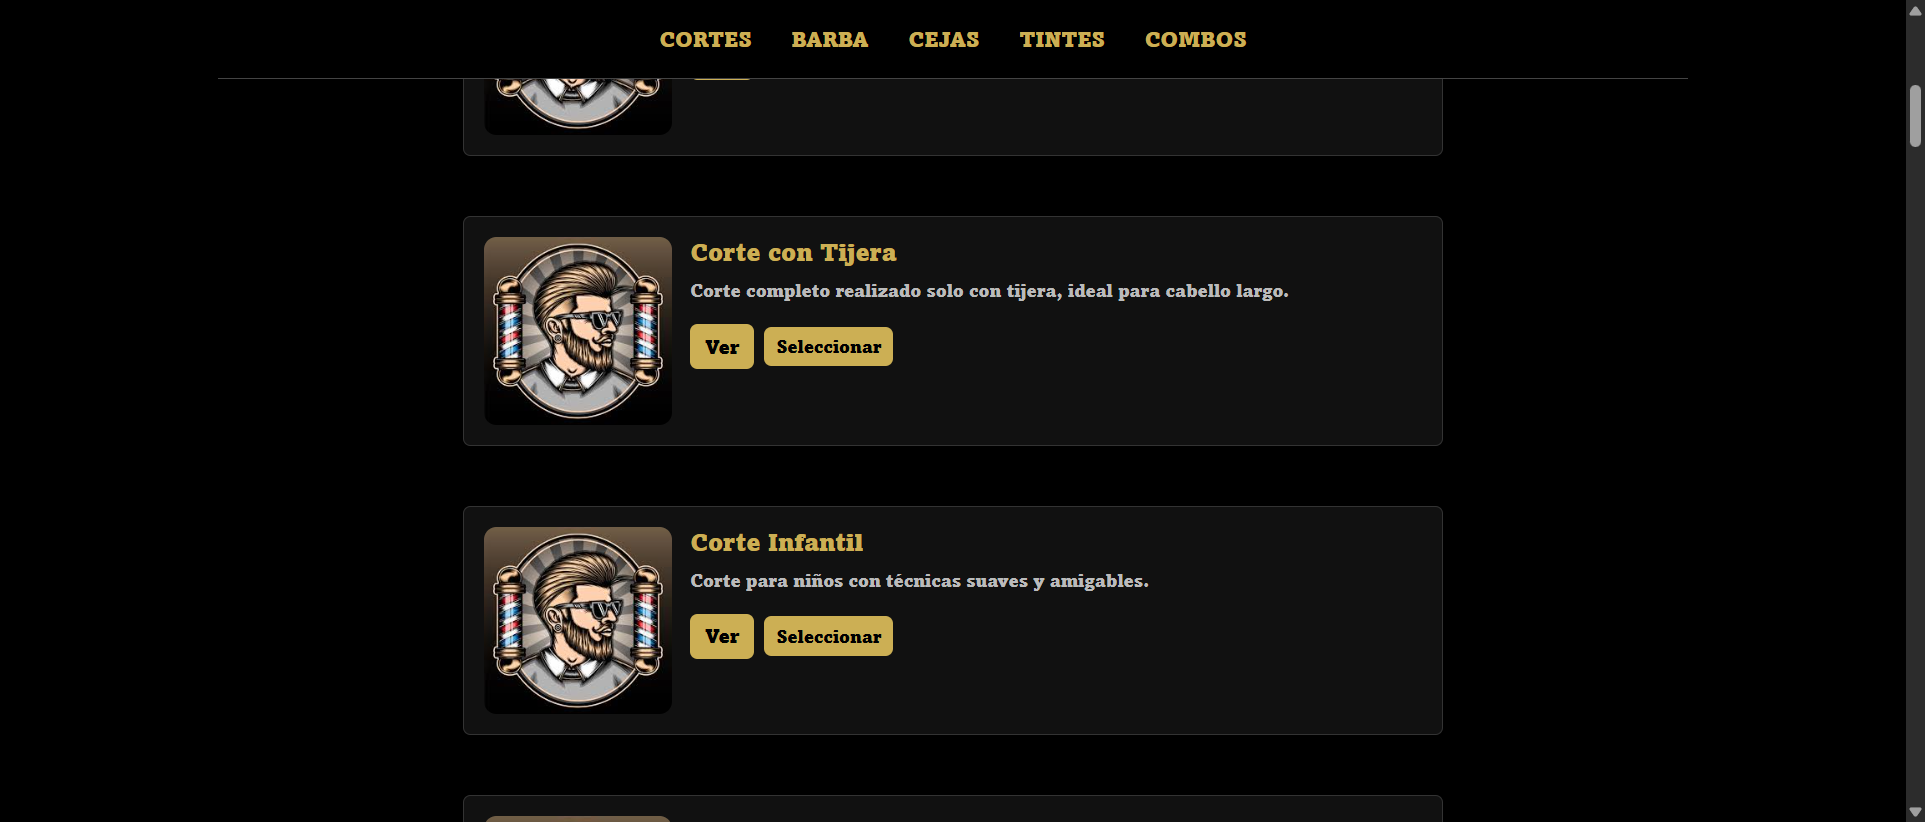 CORTES BARBA CEJAS TINTES COMBOS
Corte con Tijera
Corte completo realizado solo con tijera, ideal para cabello largo.
Ver Seleccionar
Corte Infantil
Corte para niños con técnicas suaves y amigables.
Ver Seleccionar